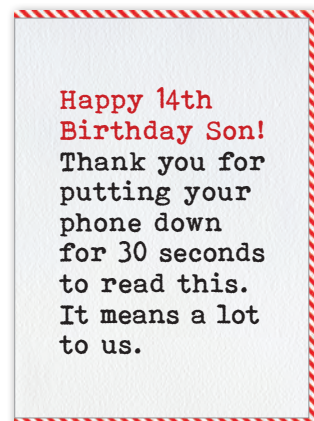 Happy 14th
Birthday Son!
Thank you for
putting your
phone down
for 30 seconds
to read this.
It means a lot
to us.